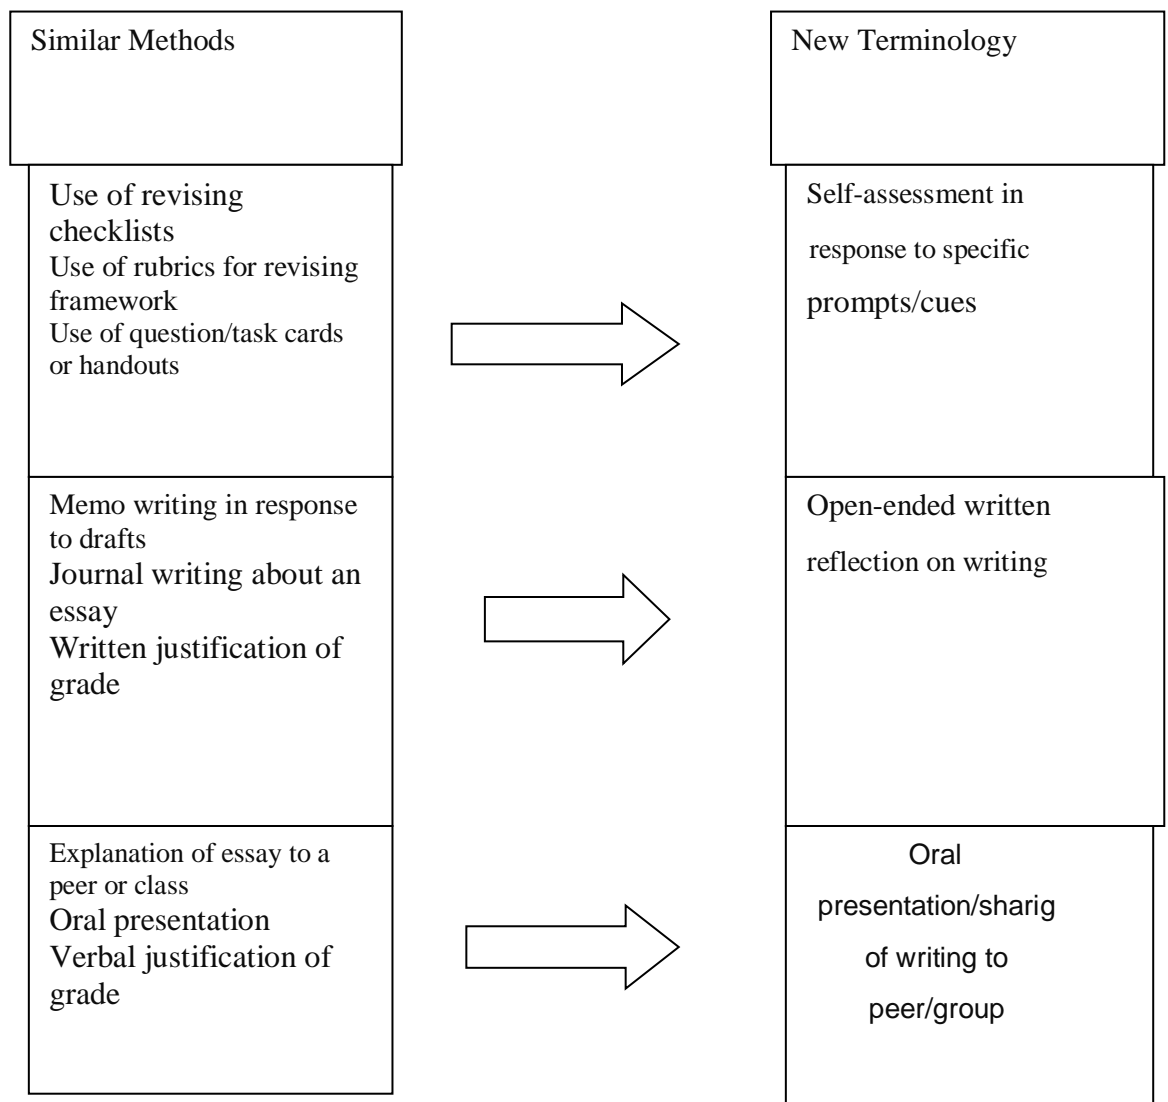 Similar Methods
New Terminology
Use of revising
checklists
Use of rubrics for revising
framework
Use of question/task cards
or handouts
Self-assessment in
response to specific
prompts/cues
Memo writing in response
to drafts
Journal writing about an
essay
Written justification of
grade
Open-ended written
reflection on writing
Explanation of essay to a
peer or class
Oral presentation
Verbal justification of
grade
Oral
presentation/sharig
of writing to
peer/group